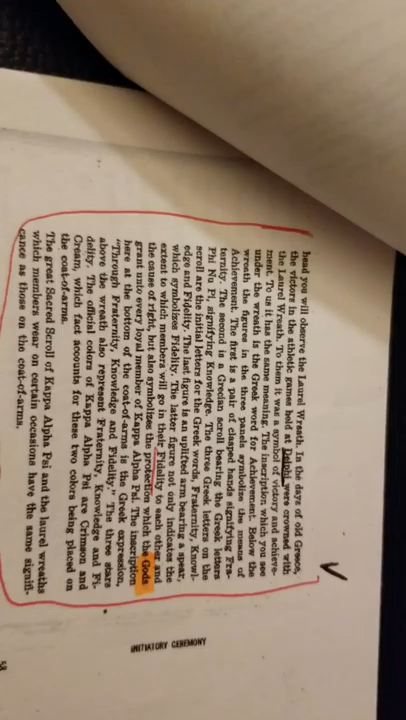 head you will observe the Laurel Wreath. In the days of old Greece,
the victors in the athletic games held at Delphi were crowned with
the Laurel Wreath. To them it was a symbol of victory and achieve-
ment. To us it has the same meaning. The inscription which you see
under the wreath is the Greek word for Achievement. Below the
wreath the figures in the three panels symbolize the means of
Achievement. The first is a pair of clasped hands signifying Fra-
ternity. The second is a Grecian scroll bearing the Greek letters
Phi Nu Pi, signifying Knowledge. The three Greek letters on the
scroll are the initial letters for the Greek words, Fraternity, Knowl-
edge and Fidelity. The last figure is an uplifted arm bearing a spear,
which symbolizes Fidelity. The latter figure not only indicates the
extent to which members will go in their Fidelity to each other and
the cause of right, but also symbolizes the protection which the Gods
grant unto every loyal member of Kappa Alpha Psi. The inscription
here at the bottom of the coat-of-arms is the Greek expression,
"Through Fraternity, Knowledge and Fidelity." The three stars
above the wreath also represent Fraternity, Knowledge and Fi-
delity. The official colors of Kappa Alpha Psi are Crimson and
Cream, which fact accounts for these two colors being placed on
the coat-of-arms.
The great Sacred Scroll of Kappa Alpha Psi and the laurel wreaths
which members wear on certain occasions have the same signifi-
cance as those on the coat-of-arms.
INITIATORY CEREMONY
58